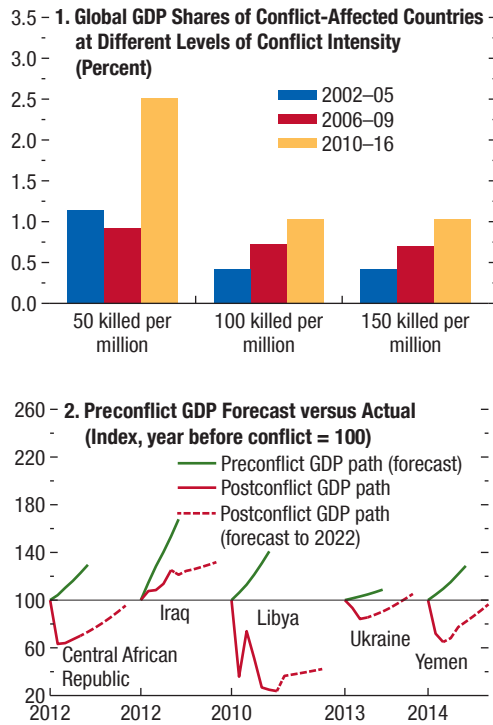 1. Global GDP Shares of Conflict-Affected Countries
at Different Levels of Conflict Intensity
(Percent)
3.5
3.0
2.5
2.0
1.5
1.0
0.5
0.0
2002–05
2006–09
2010–16
50 killed per
million
100 killed per
million
150 killed per
million
2. Preconflict GDP Forecast versus Actual
(Index, year before conflict = 100)
260
220
180
140
100
60
20
Preconflict GDP path (forecast)
Postconflict GDP path
Postconflict GDP path
(forecast to 2022)
Central African
Republic
Iraq
Libya
Ukraine
Yemen
2012
2012
2010
2013
2014